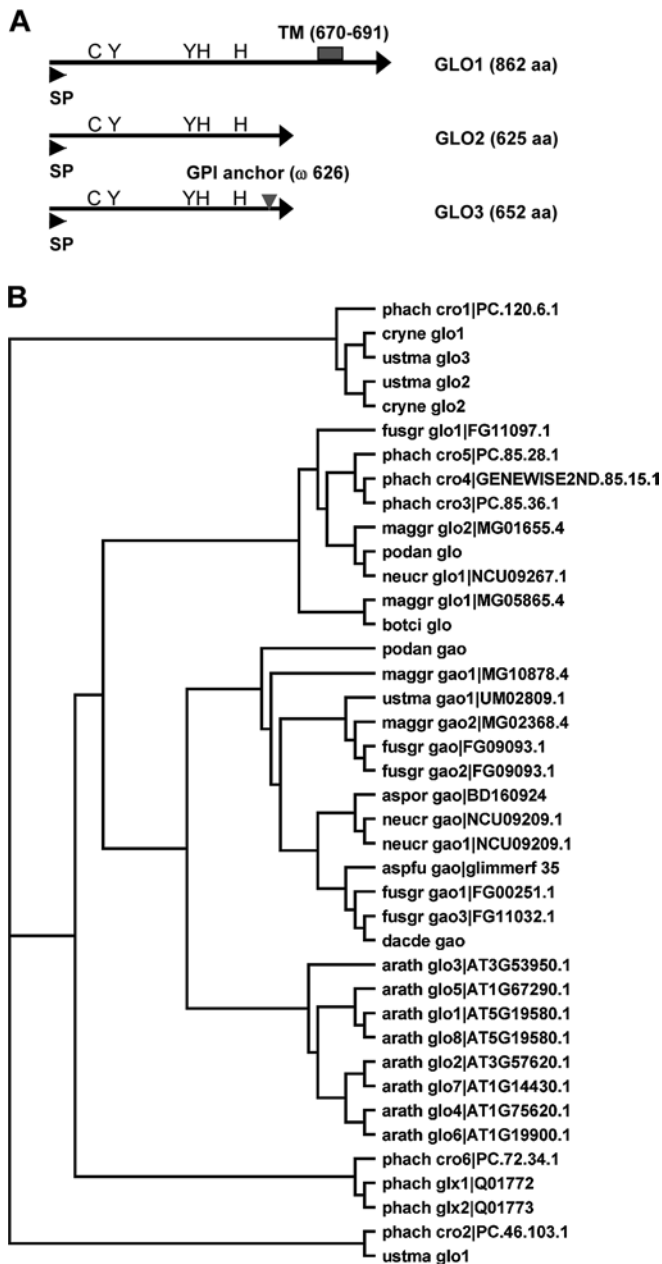 A
TM (670-691)
C Y YH H
GLO1 (862 aa)
SP
C Y YH H
GLO2 (625 aa)
SP
GPI anchor (ω 626)
C Y YH H
GLO3 (652 aa)
SP
B
phach cro1|PC.120.6.1
cryne glo1
ustma glo3
ustma glo2
cryne glo2
fusgr glo1|FG11097.1
phach cro5|PC.85.28.1
phach cro4|GENEWISE2ND.85.15.1
phach cro3|PC.85.36.1
maggr glo2|MG01655.4
podan glo
neucr glo1|NCU09267.1
maggr glo1|MG05865.4
botci glo
podan gao
maggr gao1|MG10878.4
ustma gao1|UM02809.1
maggr gao2|MG02368.4
fusgr gao|FG09093.1
fusgr gao2|FG09093.1
aspor gao|BD160924
neucr gao|NCU09209.1
neucr gao1|NCU09209.1
aspfu gao|glimmerf 35
fusgr gao1|FG00251.1
fusgr gao3|FG11032.1
dacde gao
arath glo3|AT3G53950.1
arath glo5|AT1G67290.1
arath glo1|AT5G19580.1
arath glo8|AT5G19580.1
arath glo2|AT3G57620.1
arath glo7|AT1G14430.1
arath glo4|AT1G75620.1
arath glo6|AT1G19900.1
phach cro6|PC.72.34.1
phach glx1|Q01772
phach glx2|Q01773
phach cro2|PC.46.103.1
ustma glo1